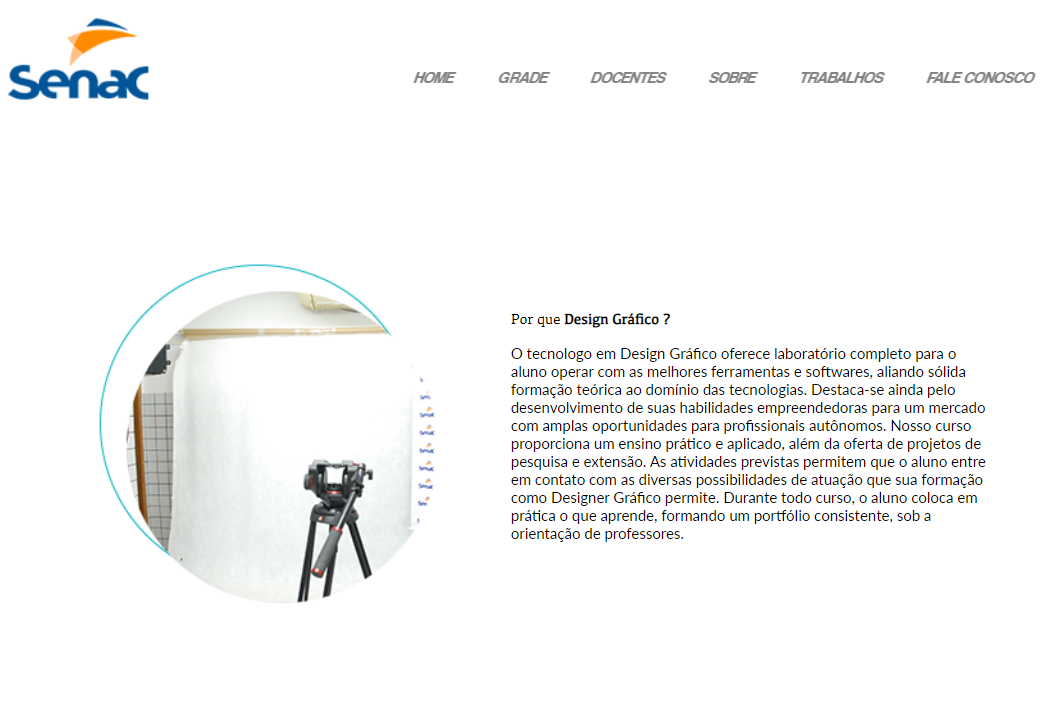 Senac
HOME GRADE DOCENTES SOBRE TRABALHOS FALE CONOSCO
Por que Design Gráfico ?
O tecnologo em Design Gráfico oferece laboratório completo para o
aluno operar com as melhores ferramentas e softwares, aliando sólida
formação teórica ao domínio das tecnologias. Destaca-se ainda pelo
desenvolvimento de suas habilidades empreendedoras para um mercado
com amplas oportunidades para profissionais autônomos. Nosso curso
proporciona um ensino prático e aplicado, além da oferta de projetos de
pesquisa e extensão. As atividades previstas permitem que o aluno entre
em contato com as diversas possibilidades de atuação que sua formação
como Designer Gráfico permite. Durante todo curso, o aluno coloca em
prática o que aprende, formando um portfólio consistente, sob a
orientação de professores.